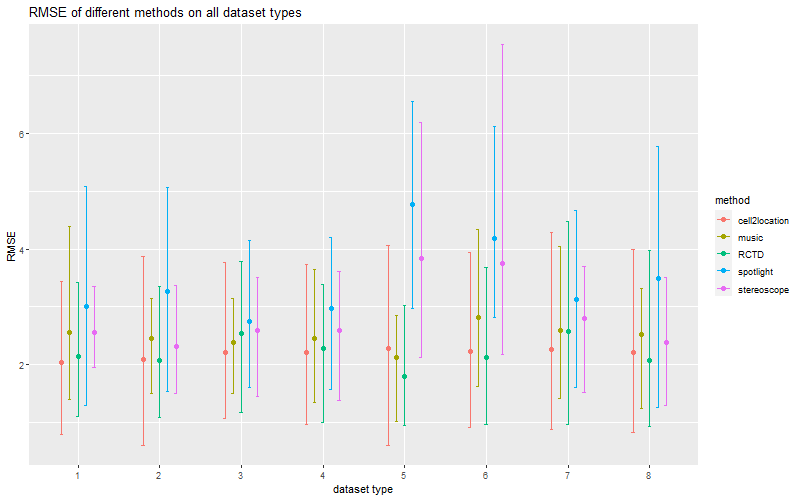 RMSE of different methods on all dataset types
RMSE
6
4
2
1 2 3 4 5 6 7 8
dataset type
method
cell2location
music
RCTD
spotlight
stereoscope